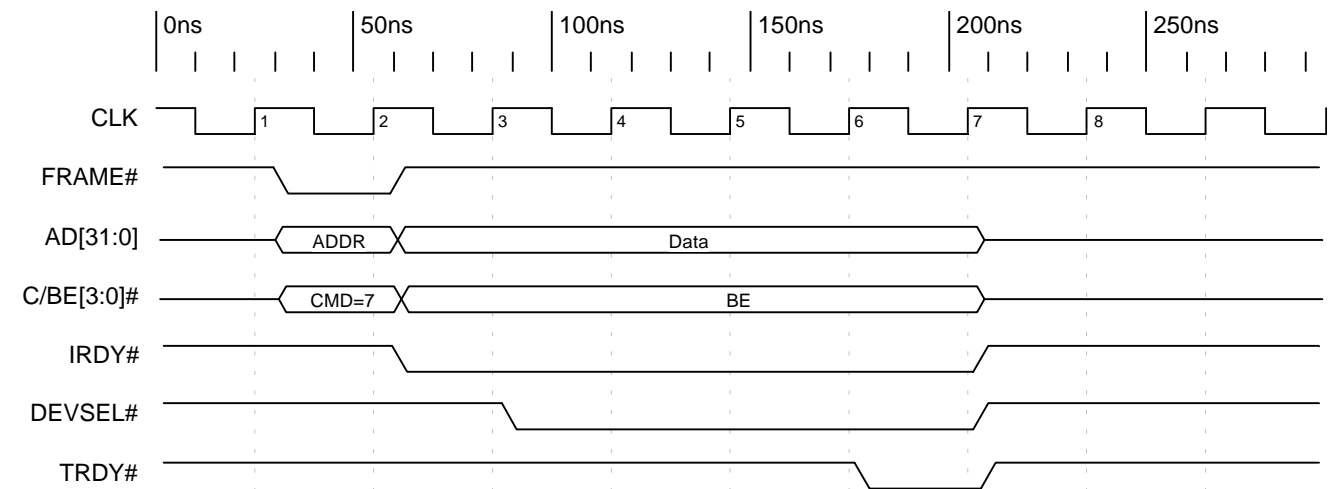 0ns 50ns 100ns 150ns 200ns 250ns
CLK 1 2 3 4 5 6 7 8
FRAME#
AD[31:0] ADDR Data
C/BE[3:0]# CMD=7 BE
IRDY#
DEVSEL#
TRDY#